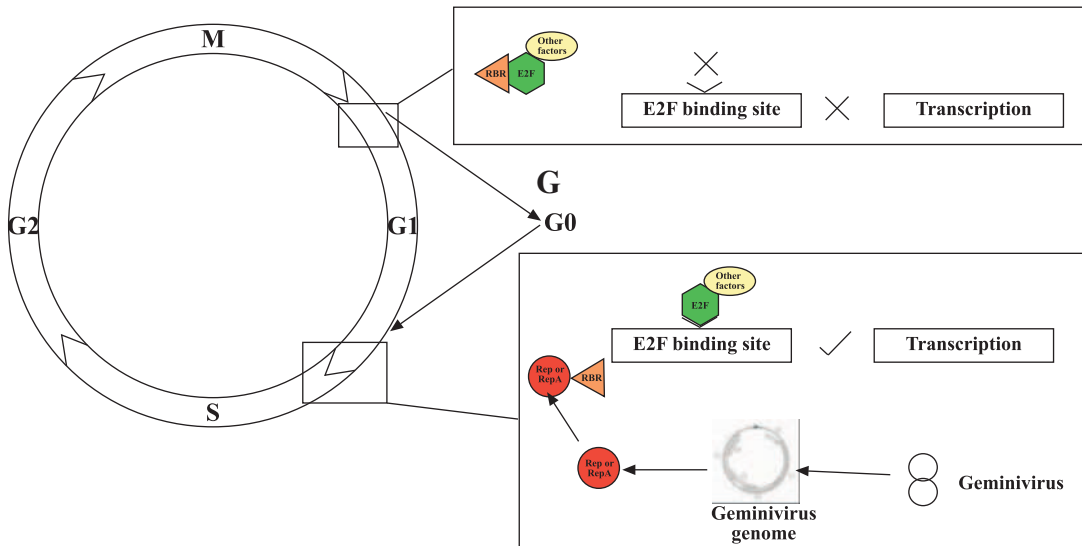 M
G2
G1
S
G
G0
Other
factors
RBR
E2F
E2F binding site
Transcription
Other
factors
E2F
E2F binding site
Transcription
Rep or
RepA
RBR
Rep or
RepA
Geminivirus
genome
Geminivirus